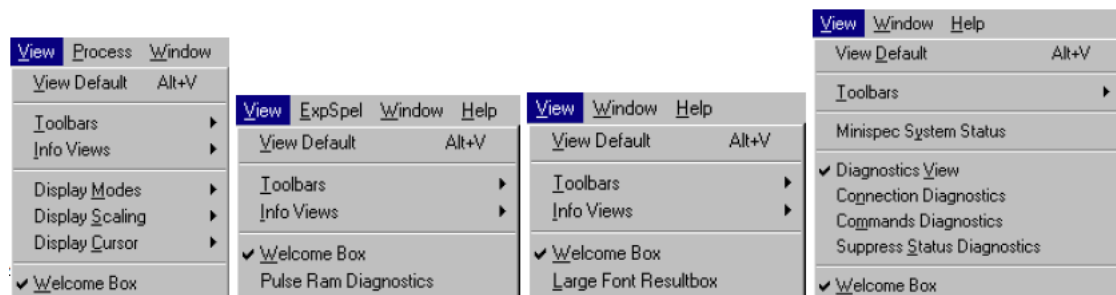 View Process Window
View Default Alt+V
Toolbars
Info Views
Display Modes
Display Scaling
Display Cursor
✔ Welcome Box
View ExpSpel Window Help
View Default Alt+V
Toolbars
Info Views
✔ Welcome Box
Pulse Ram Diagnostics
View Window Help
View Default Alt+V
Toolbars
Info Views
✔ Welcome Box
Large Font Resultbox
View Window Help
View Default Alt+V
Toolbars
Minispec System Status
✔ Diagnostics View
Connection Diagnostics
Commands Diagnostics
Suppress Status Diagnostics
✔ Welcome Box